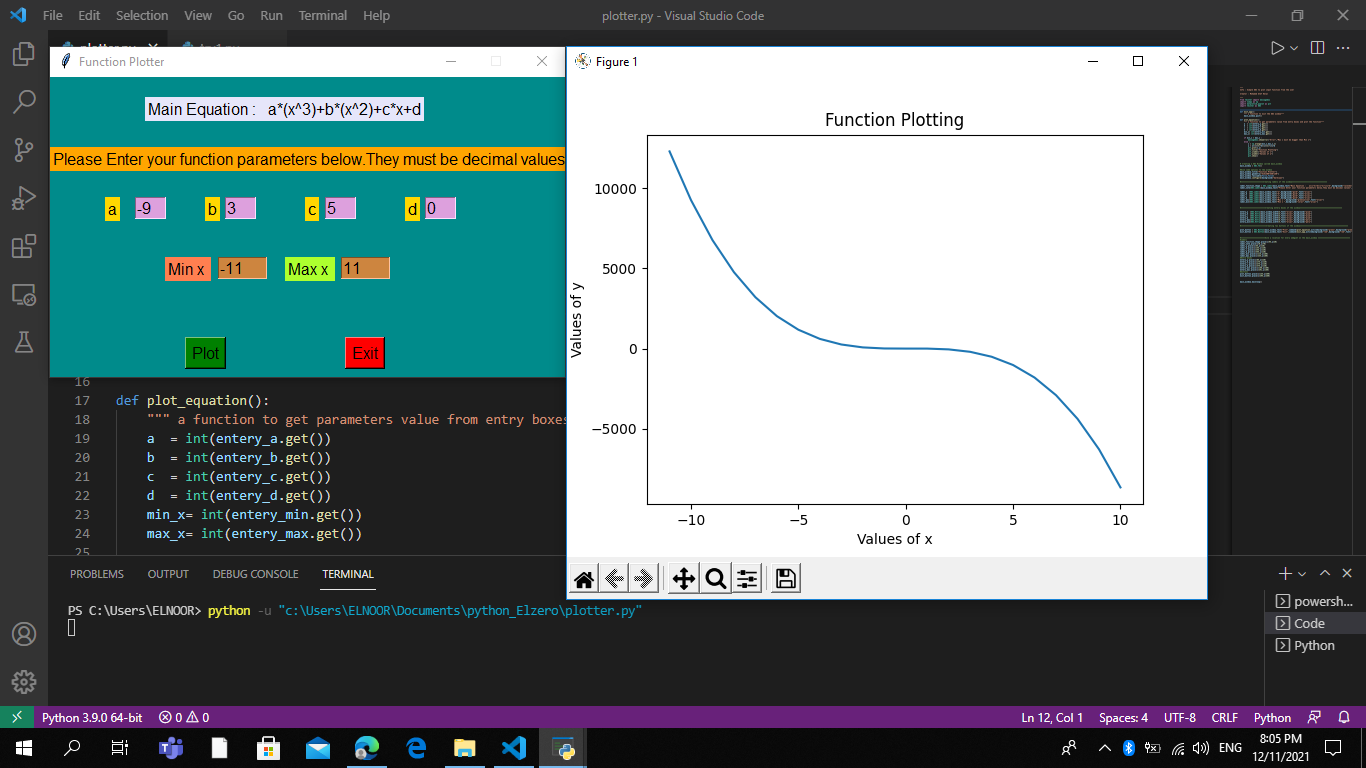 File Edit Selection View Go Run Terminal Help
plotter.py - Visual Studio Code
Function Plotter
Main Equation : a*(x^3)+b*(x^2)+c*x+d
Please Enter your function parameters below.They must be decimal values
a -9 b 3 c 5 d 0
Min x -11 Max x 11
Plot Exit
Figure 1
Function Plotting
10000
5000
0
−5000
Values of y
−10 −5 0 5 10
Values of x
16
17 def plot_equation():
18 """ a function to get parameters value from entry boxes
19 a = int(entery_a.get())
20 b = int(entery_b.get())
21 c = int(entery_c.get())
22 d = int(entery_d.get())
23 min_x= int(entery_min.get())
24 max_x= int(entery_max.get())
25
PROBLEMS OUTPUT DEBUG CONSOLE TERMINAL
PS C:\Users\ELNOOR> python -u "c:\Users\ELNOOR\Documents\python_Elzero\plotter.py"
powersh...
Code
Python
Python 3.9.0 64-bit 0 0
Ln 12, Col 1 Spaces: 4 UTF-8 CRLF Python
ENG
8:05 PM
12/11/2021